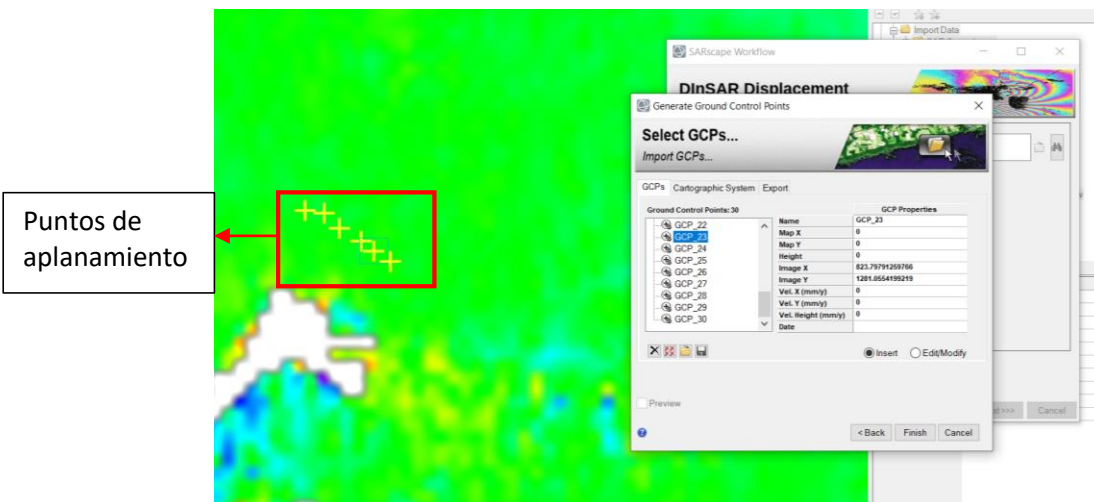 Import Data
SARscape Workflow
DInSAR Displacement
Generate Ground Control Points
Select GCPs...
Import GCPs...
GCPs Cartographic System Export
Ground Control Points: 30
GCP_22
GCP_23
GCP_24
GCP_25
GCP_26
GCP_27
GCP_28
GCP_29
GCP_30
GCP Properties
Name GCP_23
Map X 0
Map Y 0
Height 0
Image X 823.79791259766
Image Y 1281.0554199219
Vel. X (mm/y) 0
Vel. Y (mm/y) 0
Vel. Height (mm/y) 0
Date
Insert Edit/Modify
Preview
< Back Finish Cancel
>>> Cancel
Puntos de
aplanamiento